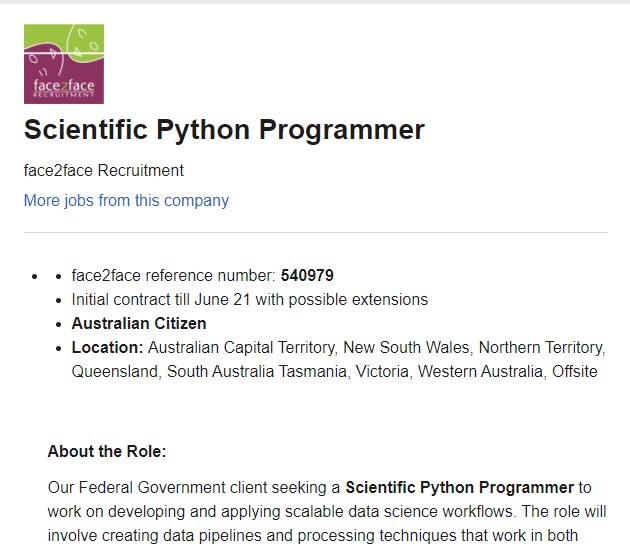 face2face
RECRUITMENT
Scientific Python Programmer
face2face Recruitment
More jobs from this company
face2face reference number: 540979
Initial contract till June 21 with possible extensions
Australian Citizen
Location: Australian Capital Territory, New South Wales, Northern Territory,
Queensland, South Australia Tasmania, Victoria, Western Australia, Offsite
About the Role:
Our Federal Government client seeking a Scientific Python Programmer to
work on developing and applying scalable data science workflows. The role will
involve creating data pipelines and processing techniques that work in both